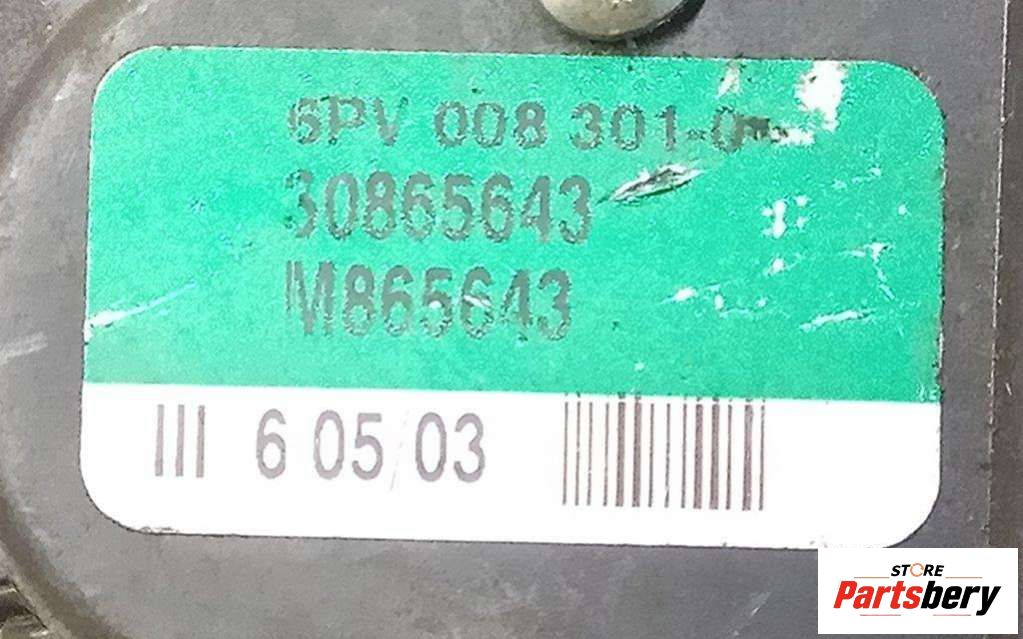 6PV 008 301-0
30865643
M865643
III 6 05/03
STORE
Partsbery